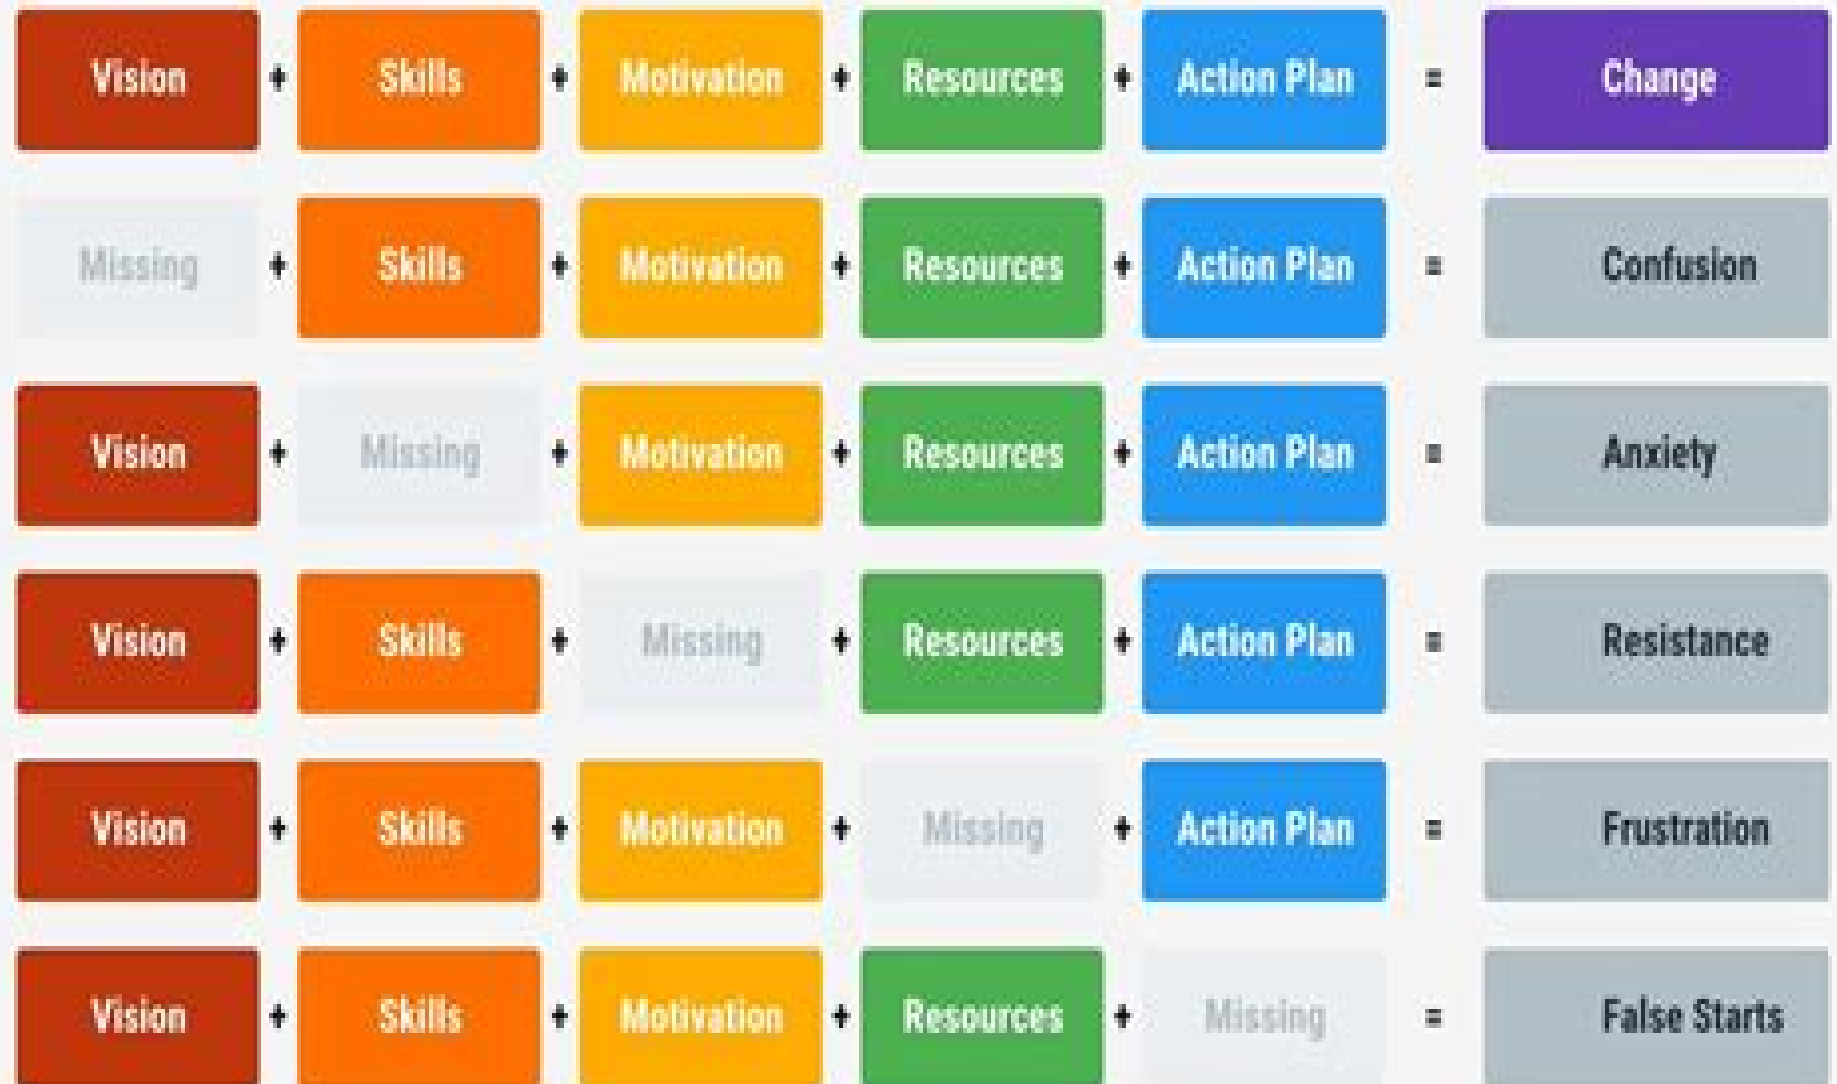 Vision + Skills + Motivation + Resources + Action Plan = Change
Missing + Skills + Motivation + Resources + Action Plan = Confusion
Vision + Missing + Motivation + Resources + Action Plan = Anxiety
Vision + Skills + Missing + Resources + Action Plan = Resistance
Vision + Skills + Motivation + Missing + Action Plan = Frustration
Vision + Skills + Motivation + Resources + Missing = False Starts